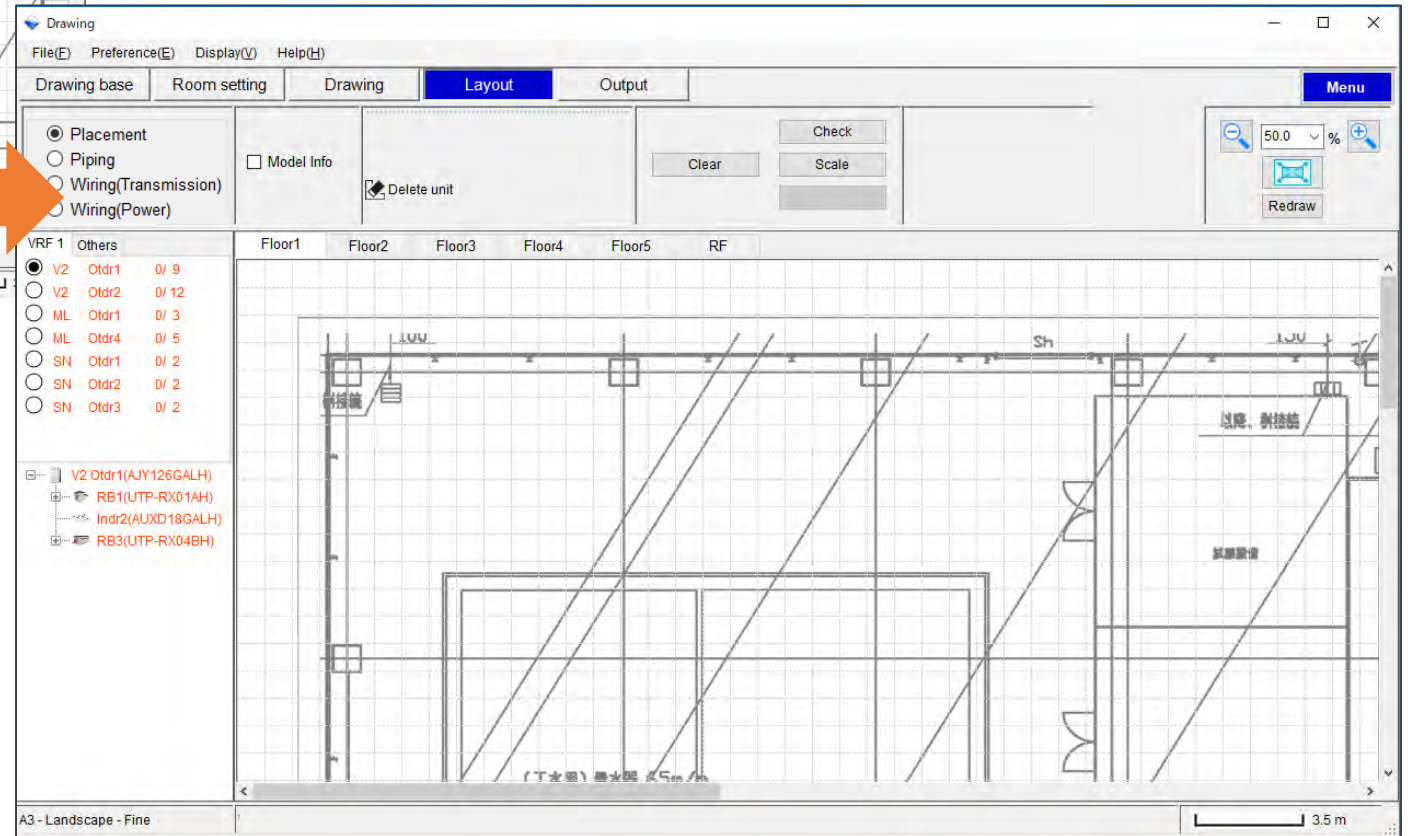 Drawing
File(F) Preference(E) Display(V) Help(H)
Drawing base Room setting Drawing Layout Output Menu
Placement
Piping
Wiring(Transmission)
Wiring(Power)
Model Info
Delete unit
Clear
Check
Scale
50.0 %
Redraw
VRF 1 Others
V2 Otdr1 0/ 9
V2 Otdr2 0/ 12
ML Otdr1 0/ 3
ML Otdr4 0/ 5
SN Otdr1 0/ 2
SN Otdr2 0/ 2
SN Otdr3 0/ 2
V2 Otdr1(AJY126GALH)
RB1(UTP-RX01AH)
Indr2(AUXD18GALH)
RB3(UTP-RX04BH)
Floor1 Floor2 Floor3 Floor4 Floor5 RF
Sh
A3 - Landscape - Fine
3.5 m